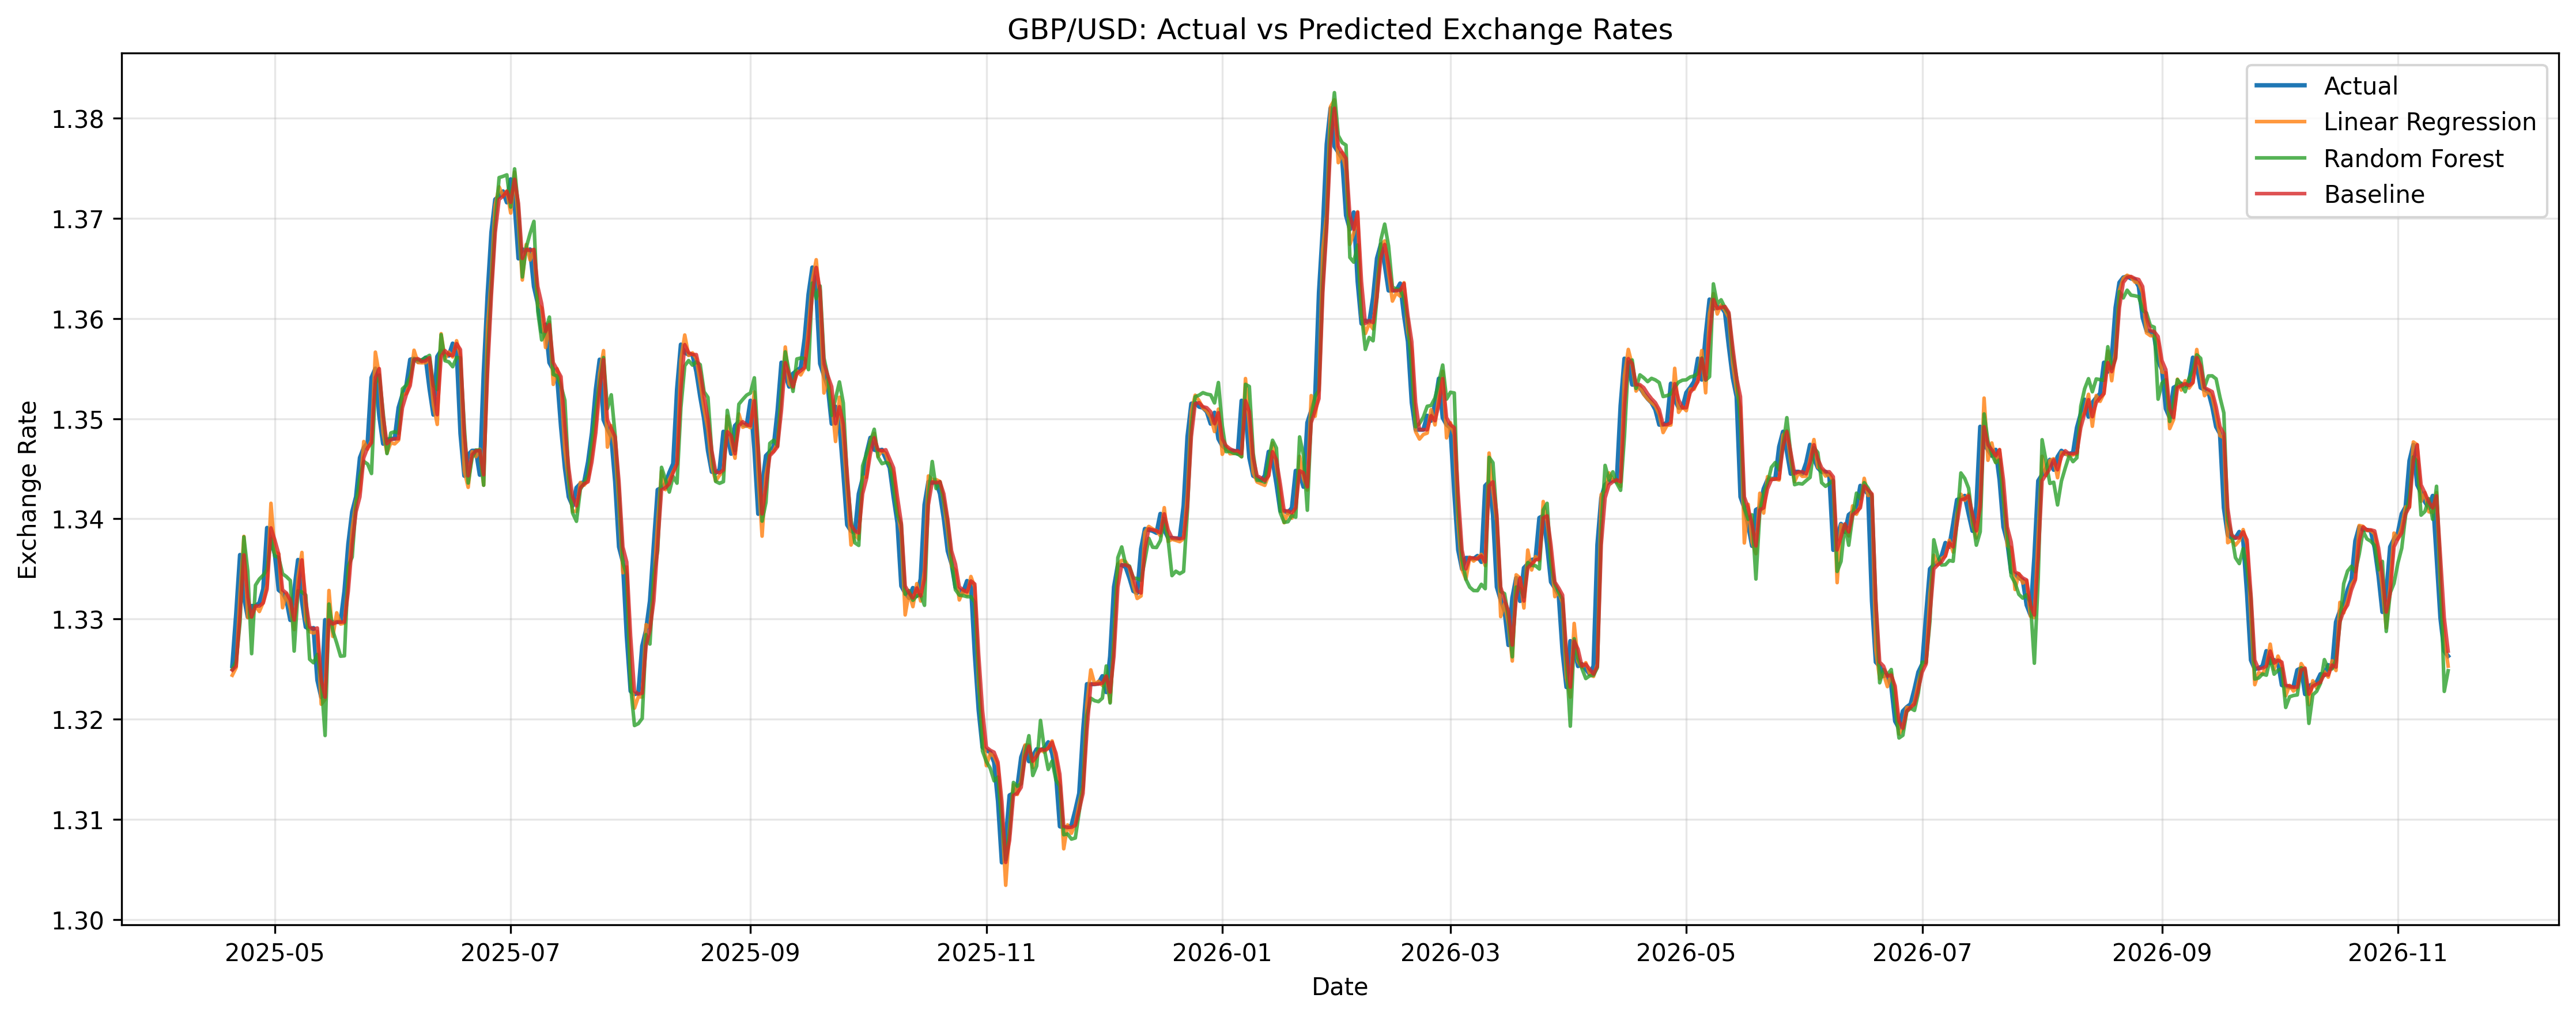 GBP/USD: Actual vs Predicted Exchange Rates
Actual
Linear Regression
Random Forest
Baseline
Exchange Rate
1.38
1.37
1.36
1.35
1.34
1.33
1.32
1.31
1.30
2025-05 2025-07 2025-09 2025-11 2026-01 2026-03 2026-05 2026-07 2026-09 2026-11
Date